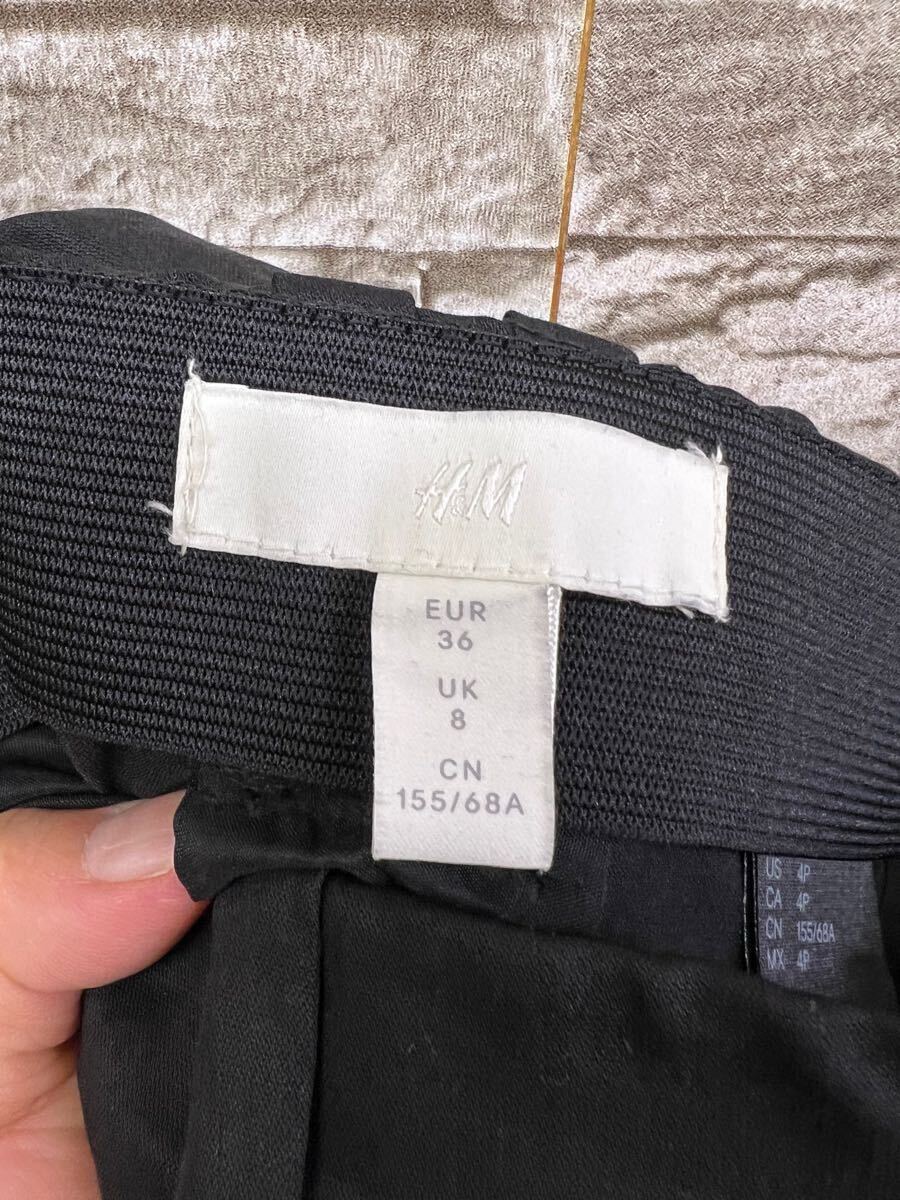 H&M
EUR
36
UK
8
CN
155/68A
US 4P
CA 4P
CN 155/68A
MX 4P